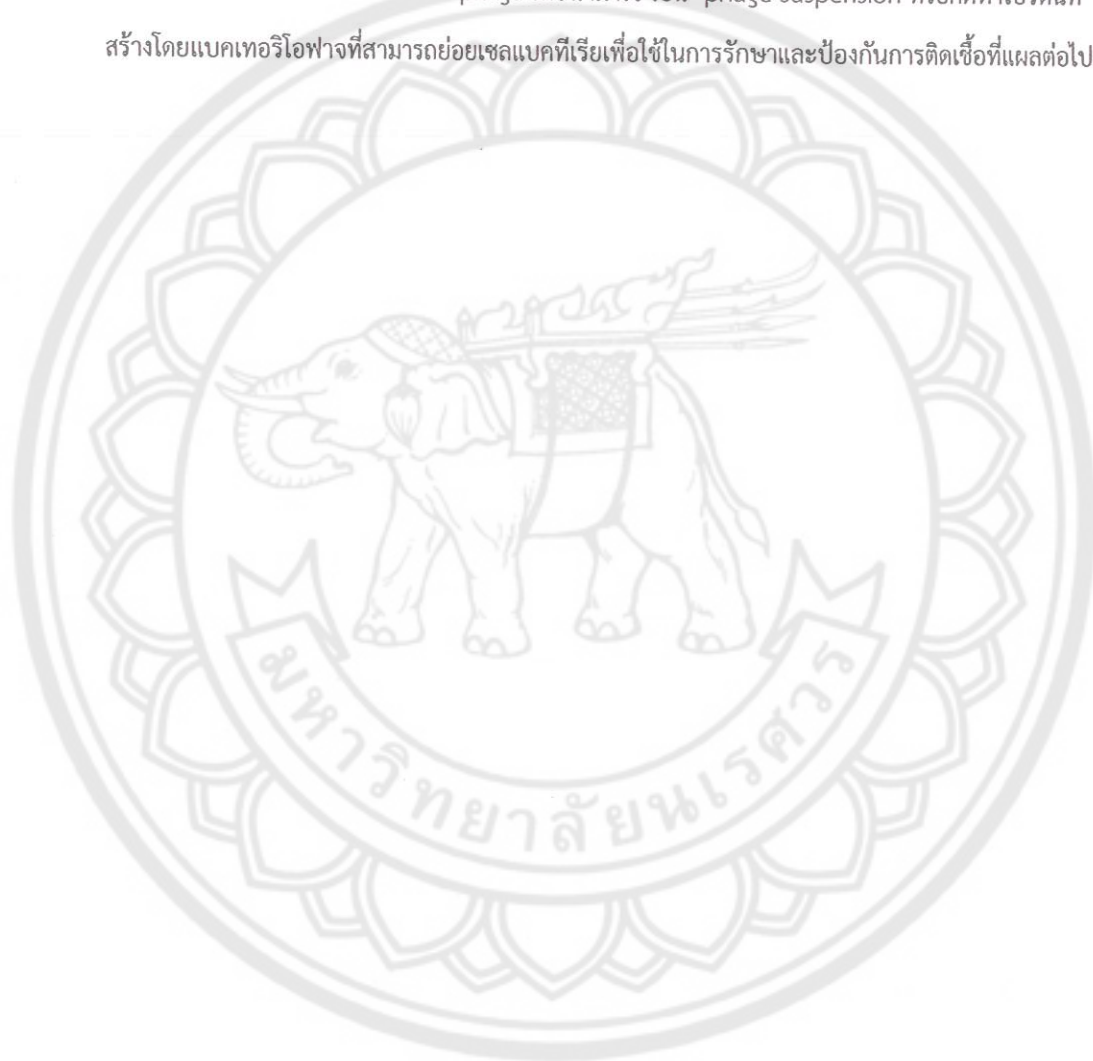 phage suspension
สร้างโดยแบคเทอริโอฟาจที่สามารถย่อยเซลแบคทีเรียเพื่อใช้ในการรักษาและป้องกันการติดเชื้อที่แผลต่อไป
มหาวิทยาลัยนเรศวร